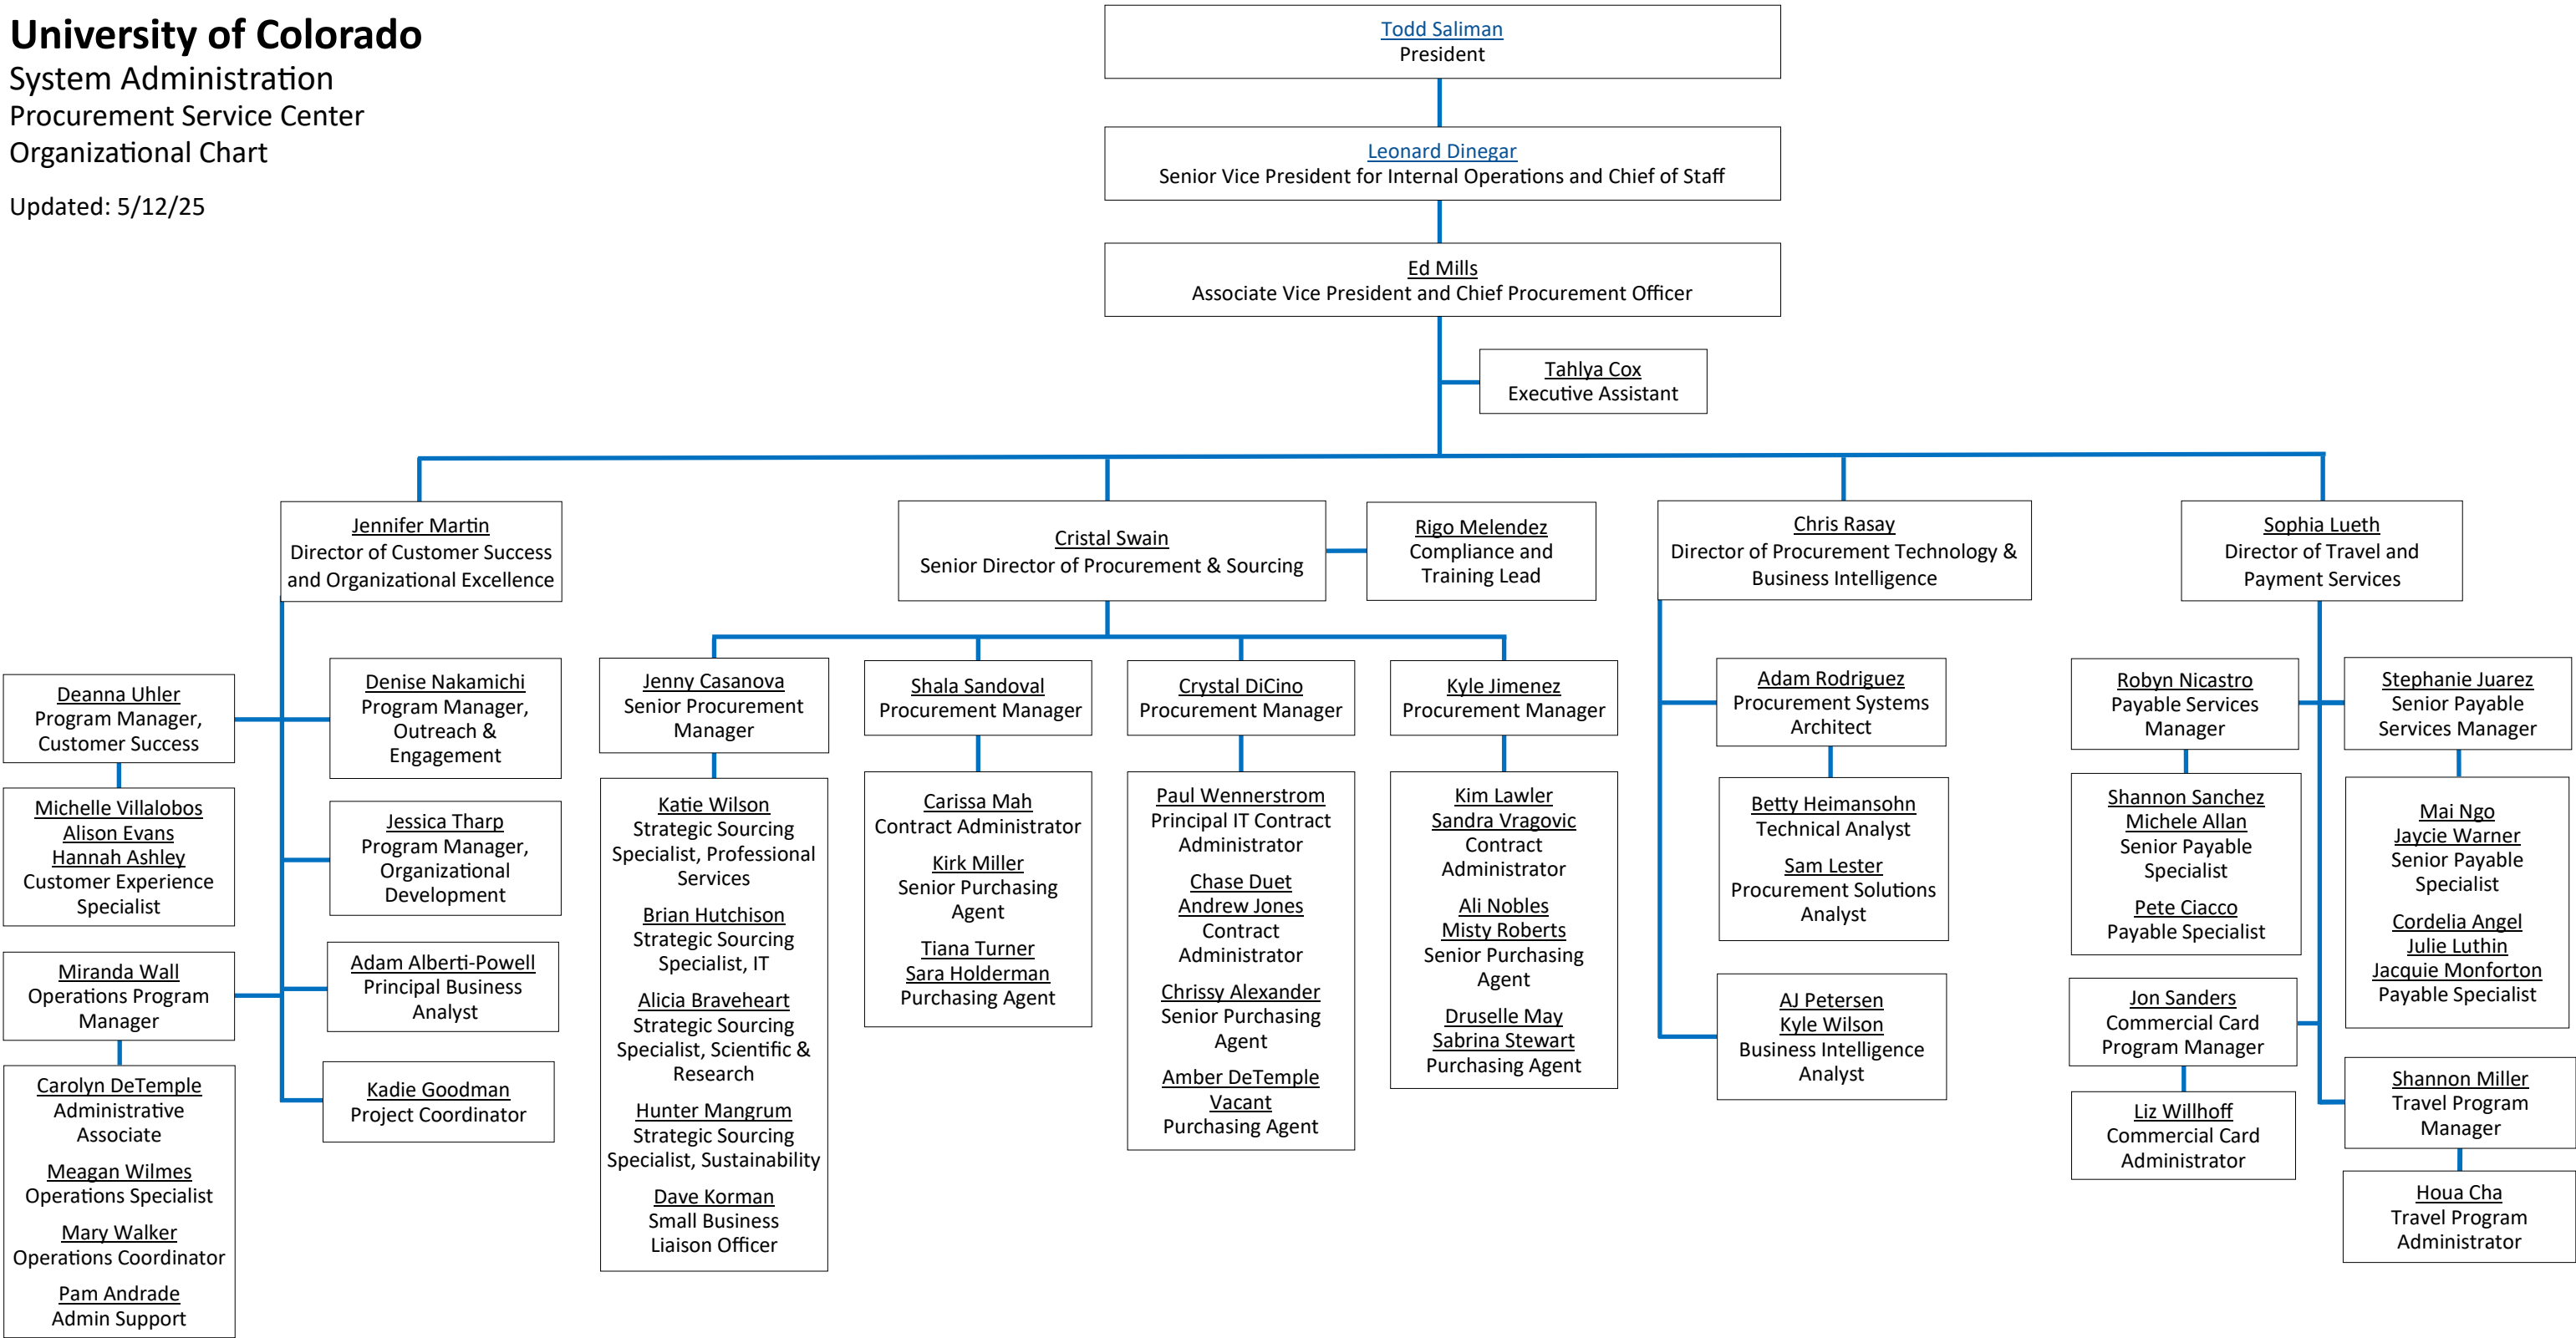 University of Colorado
System Administration
Procurement Service Center
Organizational Chart
Updated: 5/12/25
Todd Saliman
President
Leonard Dinegar
Senior Vice President for Internal Operations and Chief of Staff
Ed Mills
Associate Vice President and Chief Procurement Officer
Tahlya Cox
Executive Assistant
Jennifer Martin
Director of Customer Success
and Organizational Excellence
Cristal Swain
Senior Director of Procurement & Sourcing
Rigo Melendez
Compliance and
Training Lead
Chris Rasay
Director of Procurement Technology &
Business Intelligence
Sophia Lueth
Director of Travel and
Payment Services
Deanna Uhler
Program Manager,
Customer Success
Michelle Villalobos
Alison Evans
Hannah Ashley
Customer Experience
Specialist
Miranda Wall
Operations Program
Manager
Carolyn DeTemple
Administrative
Associate
Meagan Wilmes
Operations Specialist
Mary Walker
Operations Coordinator
Pam Andrade
Admin Support
Denise Nakamichi
Program Manager,
Outreach &
Engagement
Jessica Tharp
Program Manager,
Organizational
Development
Adam Alberti-Powell
Principal Business
Analyst
Kadie Goodman
Project Coordinator
Jenny Casanova
Senior Procurement
Manager
Katie Wilson
Strategic Sourcing
Specialist, Professional
Services
Brian Hutchison
Strategic Sourcing
Specialist, IT
Alicia Braveheart
Strategic Sourcing
Specialist, Scientific &
Research
Hunter Mangrum
Strategic Sourcing
Specialist, Sustainability
Dave Korman
Small Business
Liaison Officer
Shala Sandoval
Procurement Manager
Carissa Mah
Contract Administrator
Kirk Miller
Senior Purchasing
Agent
Tiana Turner
Sara Holderman
Purchasing Agent
Crystal DiCino
Procurement Manager
Paul Wennerstrom
Principal IT Contract
Administrator
Chase Duet
Andrew Jones
Contract
Administrator
Chrissy Alexander
Senior Purchasing
Agent
Amber DeTemple
Vacant
Purchasing Agent
Kyle Jimenez
Procurement Manager
Kim Lawler
Sandra Vragovic
Contract
Administrator
Ali Nobles
Misty Roberts
Senior Purchasing
Agent
Druselle May
Sabrina Stewart
Purchasing Agent
Adam Rodriguez
Procurement Systems
Architect
Betty Heimansohn
Technical Analyst
Sam Lester
Procurement Solutions
Analyst
AJ Petersen
Kyle Wilson
Business Intelligence
Analyst
Robyn Nicastro
Payable Services
Manager
Shannon Sanchez
Michele Allan
Senior Payable
Specialist
Pete Ciacco
Payable Specialist
Jon Sanders
Commercial Card
Program Manager
Liz Willhoff
Commercial Card
Administrator
Stephanie Juarez
Senior Payable
Services Manager
Mai Ngo
Jaycie Warner
Senior Payable
Specialist
Cordelia Angel
Julie Luthin
Jacquie Monforton
Payable Specialist
Shannon Miller
Travel Program
Manager
Houa Cha
Travel Program
Administrator